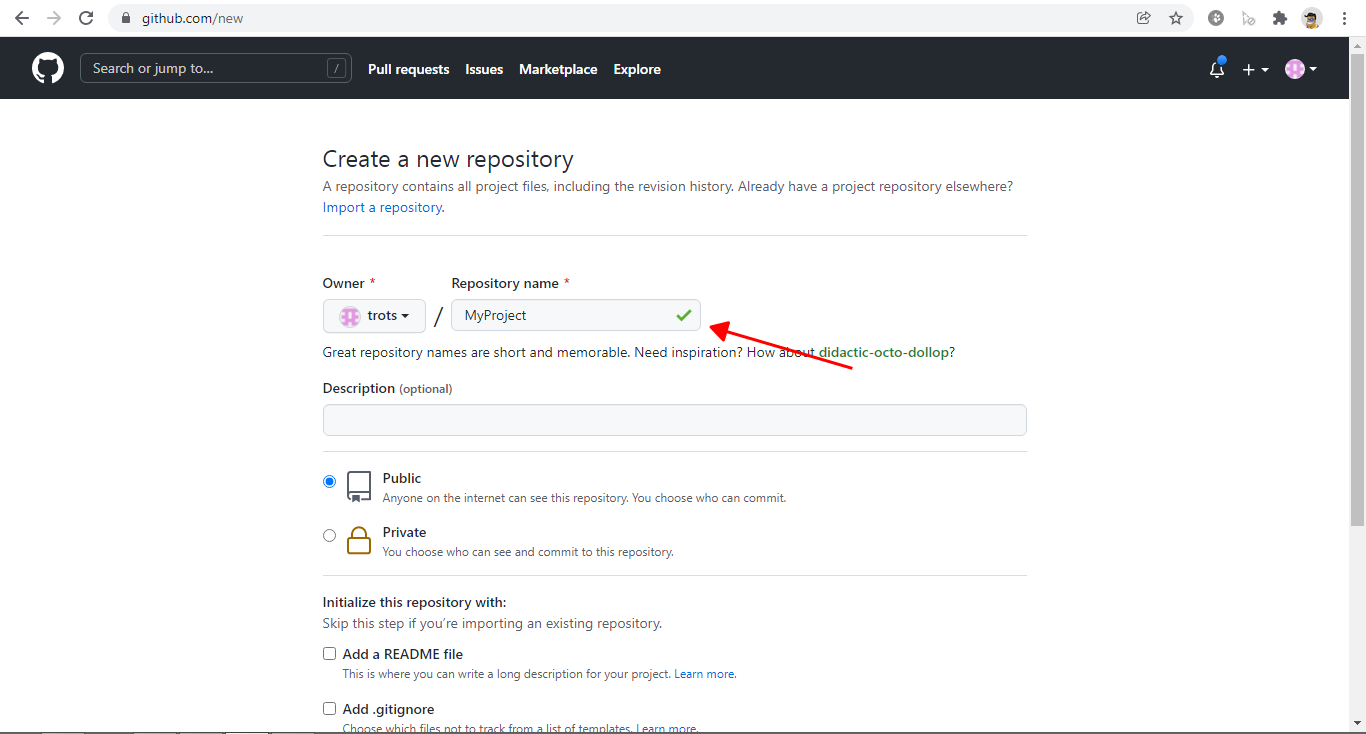 github.com/new
Search or jump to... /
Pull requests Issues Marketplace Explore
Create a new repository
A repository contains all project files, including the revision history. Already have a project repository elsewhere?
Import a repository.
Owner * Repository name *
trots / MyProject
Great repository names are short and memorable. Need inspiration? How about didactic-octo-dollop?
Description (optional)
Public
Anyone on the internet can see this repository. You choose who can commit.
Private
You choose who can see and commit to this repository.
Initialize this repository with:
Skip this step if you’re importing an existing repository.
Add a README file
This is where you can write a long description for your project. Learn more.
Add .gitignore
Choose which files not to track from a list of templates. Learn more.